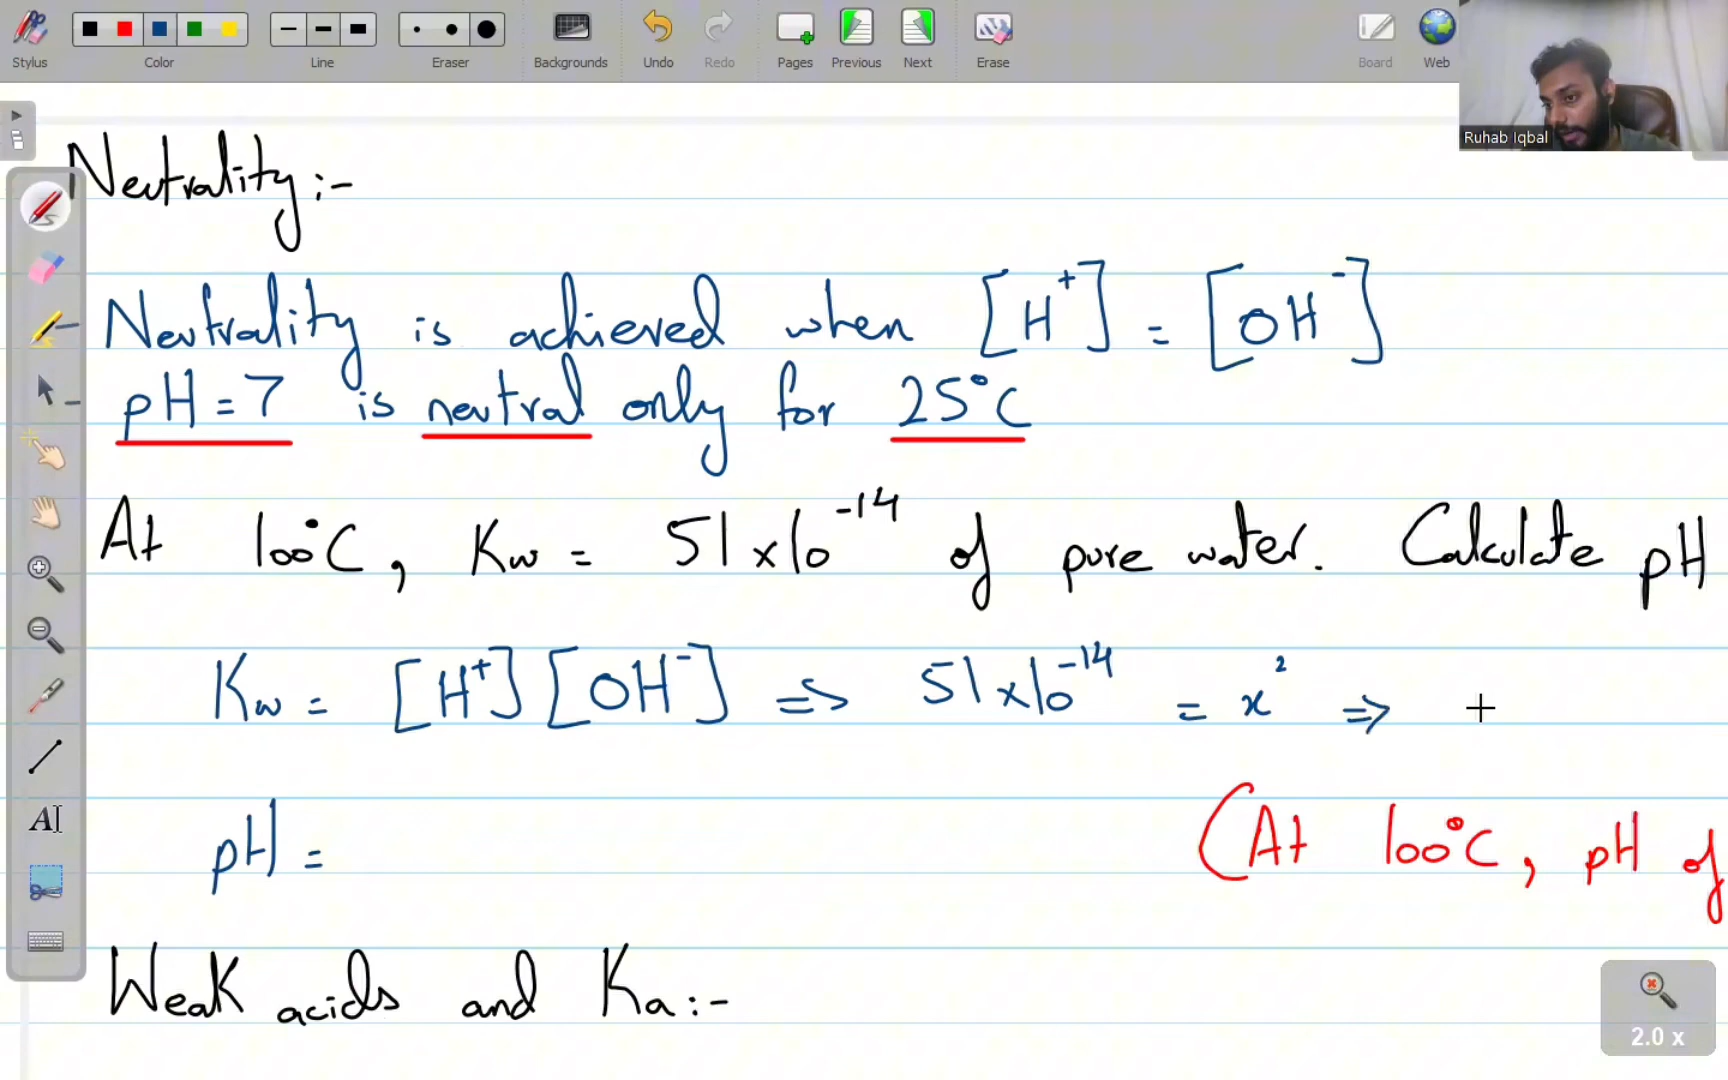 Stylus Color Line Eraser Backgrounds Undo Redo Pages Previous Next Erase Board Web
Ruhab Iqbal
Neutrality:-
Neutrality is achieved when [H⁺] = [OH⁻]
pH = 7 is neutral only for 25°C
At 100°C, Kw = 51 x 10⁻¹⁴ of pure water. Calculate pH
Kw = [H⁺] [OH⁻] => 51 x 10⁻¹⁴ = x² =>
pH =
(At 100°C, pH of
Weak acids and Ka:-
AI
2.0 x